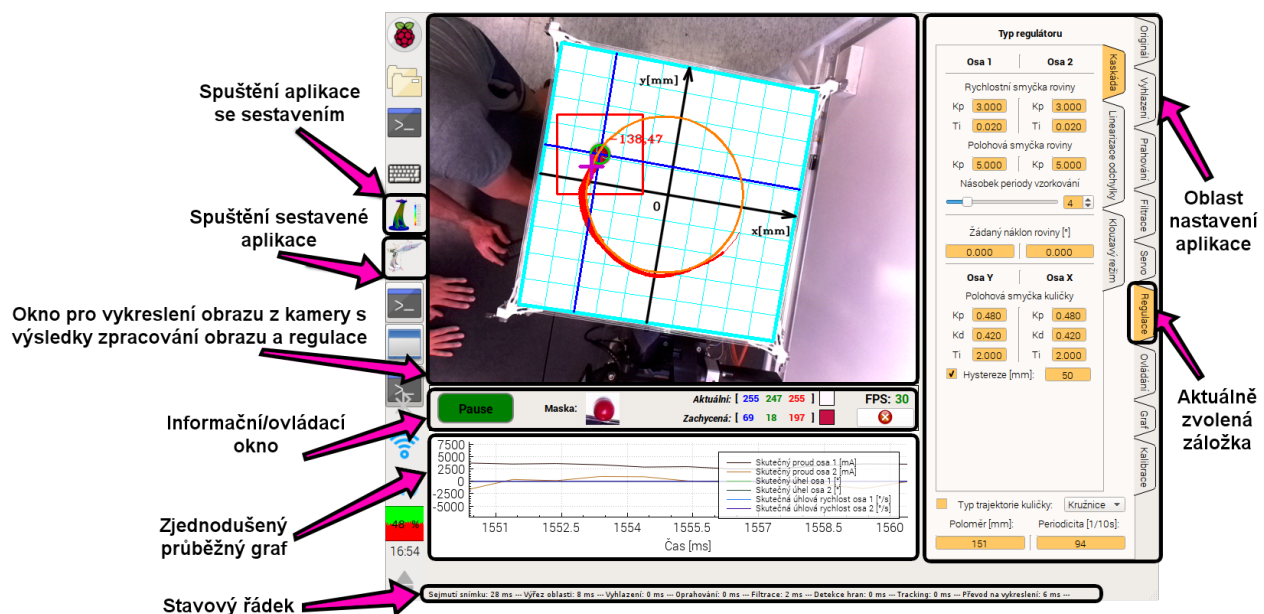 Spuštění aplikace
se sestavením
Spuštění sestavené
aplikace
Okno pro vykreslení obrazu z kamery s
výsledky zpracování obrazu a regulace
Informační/ovládací
okno
Zjednodušený
průběžný graf
Stavový řádek
48 %
16:54
y[mm]
-138,47
0
x[mm]
Pause
Maska:
Aktuální: [ 255 247 255 ]
Zachycená: [ 69 18 197 ]
FPS: 30
7500
5000
2500
0
-2500
-5000
Skutečný proud osa 1 [mA]
Skutečný proud osa 2 [mA]
Skutečný úhel osa 1 [°]
Skutečný úhel osa 2 [°]
Skutečná úhlová rychlost osa 1 [°/s]
Skutečná úhlová rychlost osa 2 [°/s]
1551 1552.5 1554 1555.5 1557 1558.5 1560
Čas [ms]
Sejmutí snímku: 28 ms --- Výřez oblasti: 8 ms --- Vyhlazení: 0 ms --- Oprahování: 0 ms --- Filtrace: 2 ms --- Detekce hran: 0 ms --- Tracking: 0 ms --- Převod na vykreslení: 6 ms ---
Typ regulátoru
Osa 1 Osa 2
Rychlostní smyčka roviny
Kp 3.000 Kp 3.000
Ti 0.020 Ti 0.020
Polohová smyčka roviny
Kp 5.000 Kp 5.000
Násobek periody vzorkování
4
Žádaný náklon roviny [°]
0.000 0.000
Osa Y Osa X
Polohová smyčka kuličky
Kp 0.480 Kp 0.480
Kd 0.420 Kd 0.420
Ti 2.000 Ti 2.000
Hystereze [mm]: 50
Typ trajektorie kuličky: Kružnice
Poloměr [mm]: Periodicita [1/10s]:
151 94
Kaskáda
Linearizace odchylky
Klouzavý režim
Originál
Vyhlazení
Prahování
Filtrace
Servo
Regulace
Ovládání
Graf
Kalibrace
Oblast
nastavení
aplikace
Aktuálně
zvolená
záložka